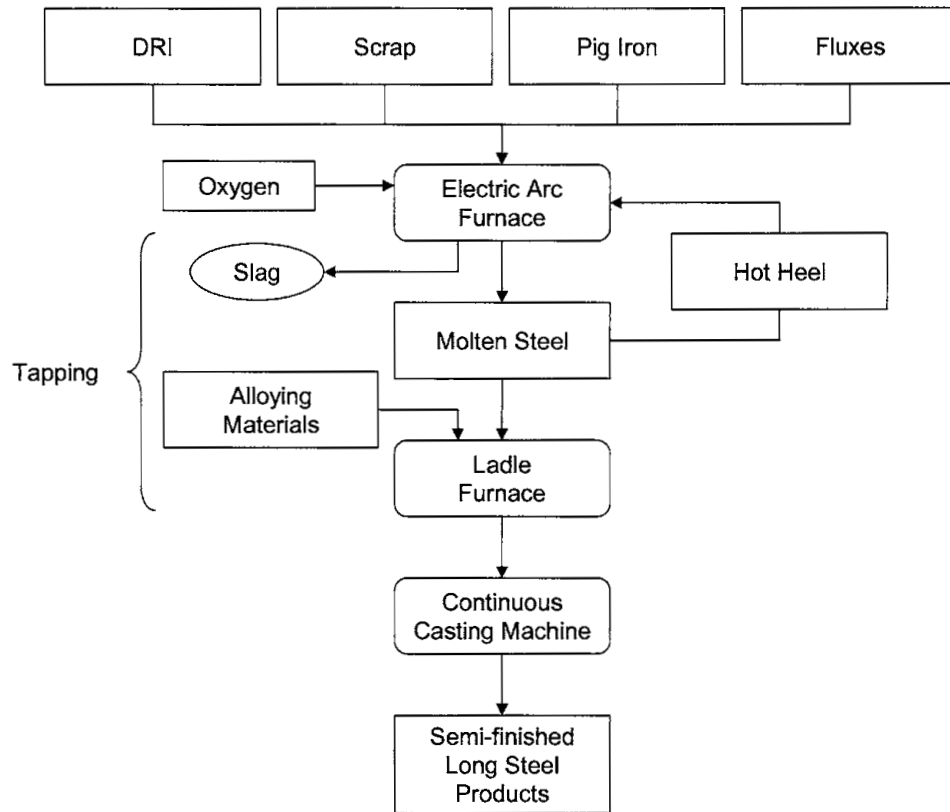 DRI
Scrap
Pig Iron
Fluxes
Oxygen
Electric Arc
Furnace
Slag
Hot Heel
Molten Steel
Tapping
Alloying
Materials
Ladle
Furnace
Continuous
Casting Machine
Semi-finished
Long Steel
Products